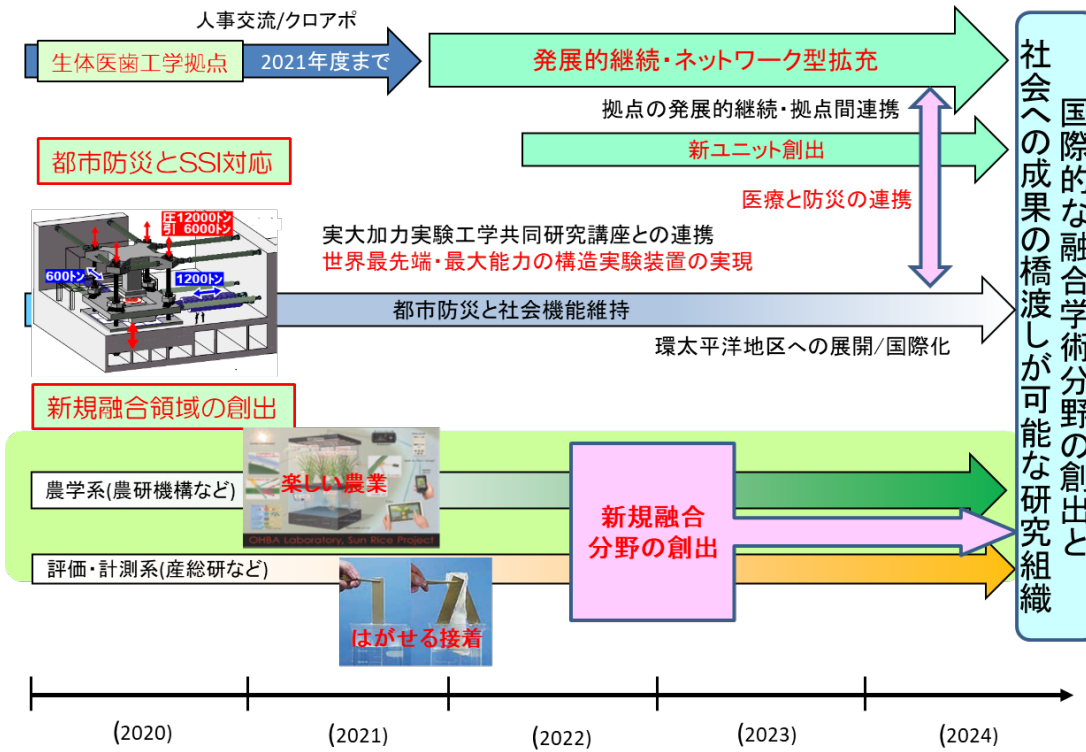 人事交流/クロアポ
生体医歯工学拠点
2021年度まで
発展的継続・ネットワーク型拡充
拠点の発展的継続・拠点間連携
新ユニット創出
都市防災とSSI対応
医療と防災の連携
圧12000トン
引 6000トン
600トン
1200トン
実大加力実験工学共同研究講座との連携
世界最先端・最大能力の構造実験装置の実現
都市防災と社会機能維持
環太平洋地区への展開/国際化
新規融合領域の創出
農学系(農研機構など)
楽しい農業
OHBA Laboratory, Sun Rice Project
新規融合
分野の創出
評価・計測系(産総研など)
はがせる接着
国際的な融合学術分野の創出と
社会への成果の橋渡しが可能な研究組織
(2020)
(2021)
(2022)
(2023)
(2024)